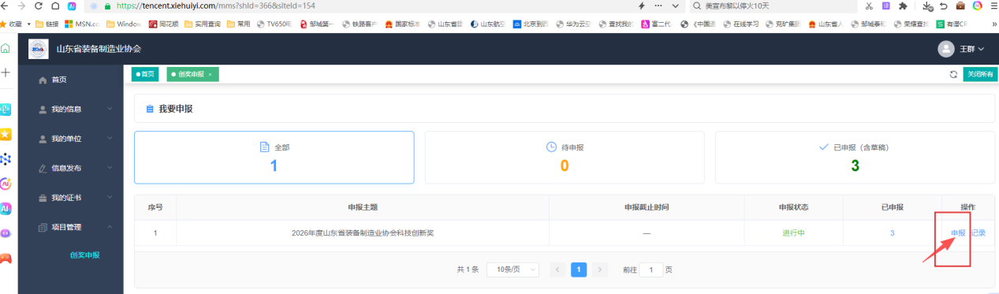 https://tencent.xiehuiyi.com/mms?shId=366&siteId=154
美宣布黎以停火10天
收藏 链接 MSN.cc Window 同花顺 实用查询 常用 TV650电 邹城第一 铁路客户 国家标准 山东省建 山东航空 北京到距 华为云空 查找我的 富二代 《中国道 在线学习 兖矿集团 山东省人 邹城泰和 荣耀查找 有谱CR
山东省装备制造业协会
王群
首页
首页 创奖申报 × 关闭所有
我的信息
我的单位
信息发布
我的证书
项目管理
创奖申报
我要申报
全部
1
待申报
0
已申报（含草稿）
3
序号 申报主题 申报截止时间 申报状态 已申报 操作
1 2026年度山东省装备制造业协会科技创新奖 — 进行中 3 申报 记录
共 1 条 10条/页 1 前往 1 页